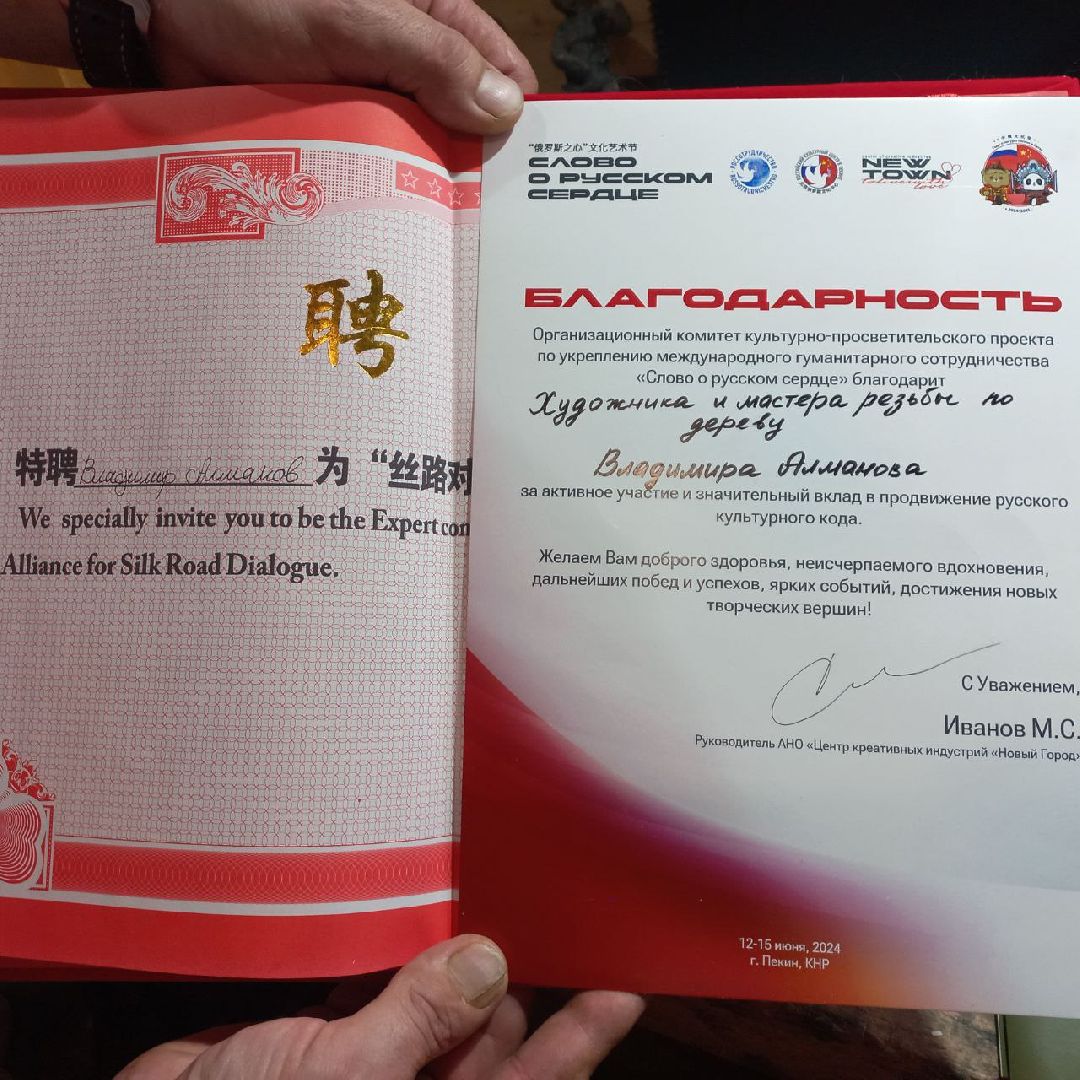 聘
特聘 Владимир Алманов 为 “丝路对
We specially invite you to be the Expert con
Alliance for Silk Road Dialogue.
"俄罗斯之心"文化艺术节
СЛОВО
О РУССКОМ
СЕРДЦЕ
NEW
TOWN
БЛАГОДАРНОСТЬ
Организационный комитет культурно-просветительского проекта
по укреплению международного гуманитарного сотрудничества
«Слово о русском сердце» благодарит
Художника и мастера резьбы по
дереву
Владимира Алманова
за активное участие и значительный вклад в продвижение русского
культурного кода.
Желаем Вам доброго здоровья, неисчерпаемого вдохновения,
дальнейших побед и успехов, ярких событий, достижения новых
творческих вершин!
С Уважением,
Иванов М.С.
Руководитель АНО «Центр креативных индустрий «Новый Город»
12-15 июня, 2024
г. Пекин, КНР